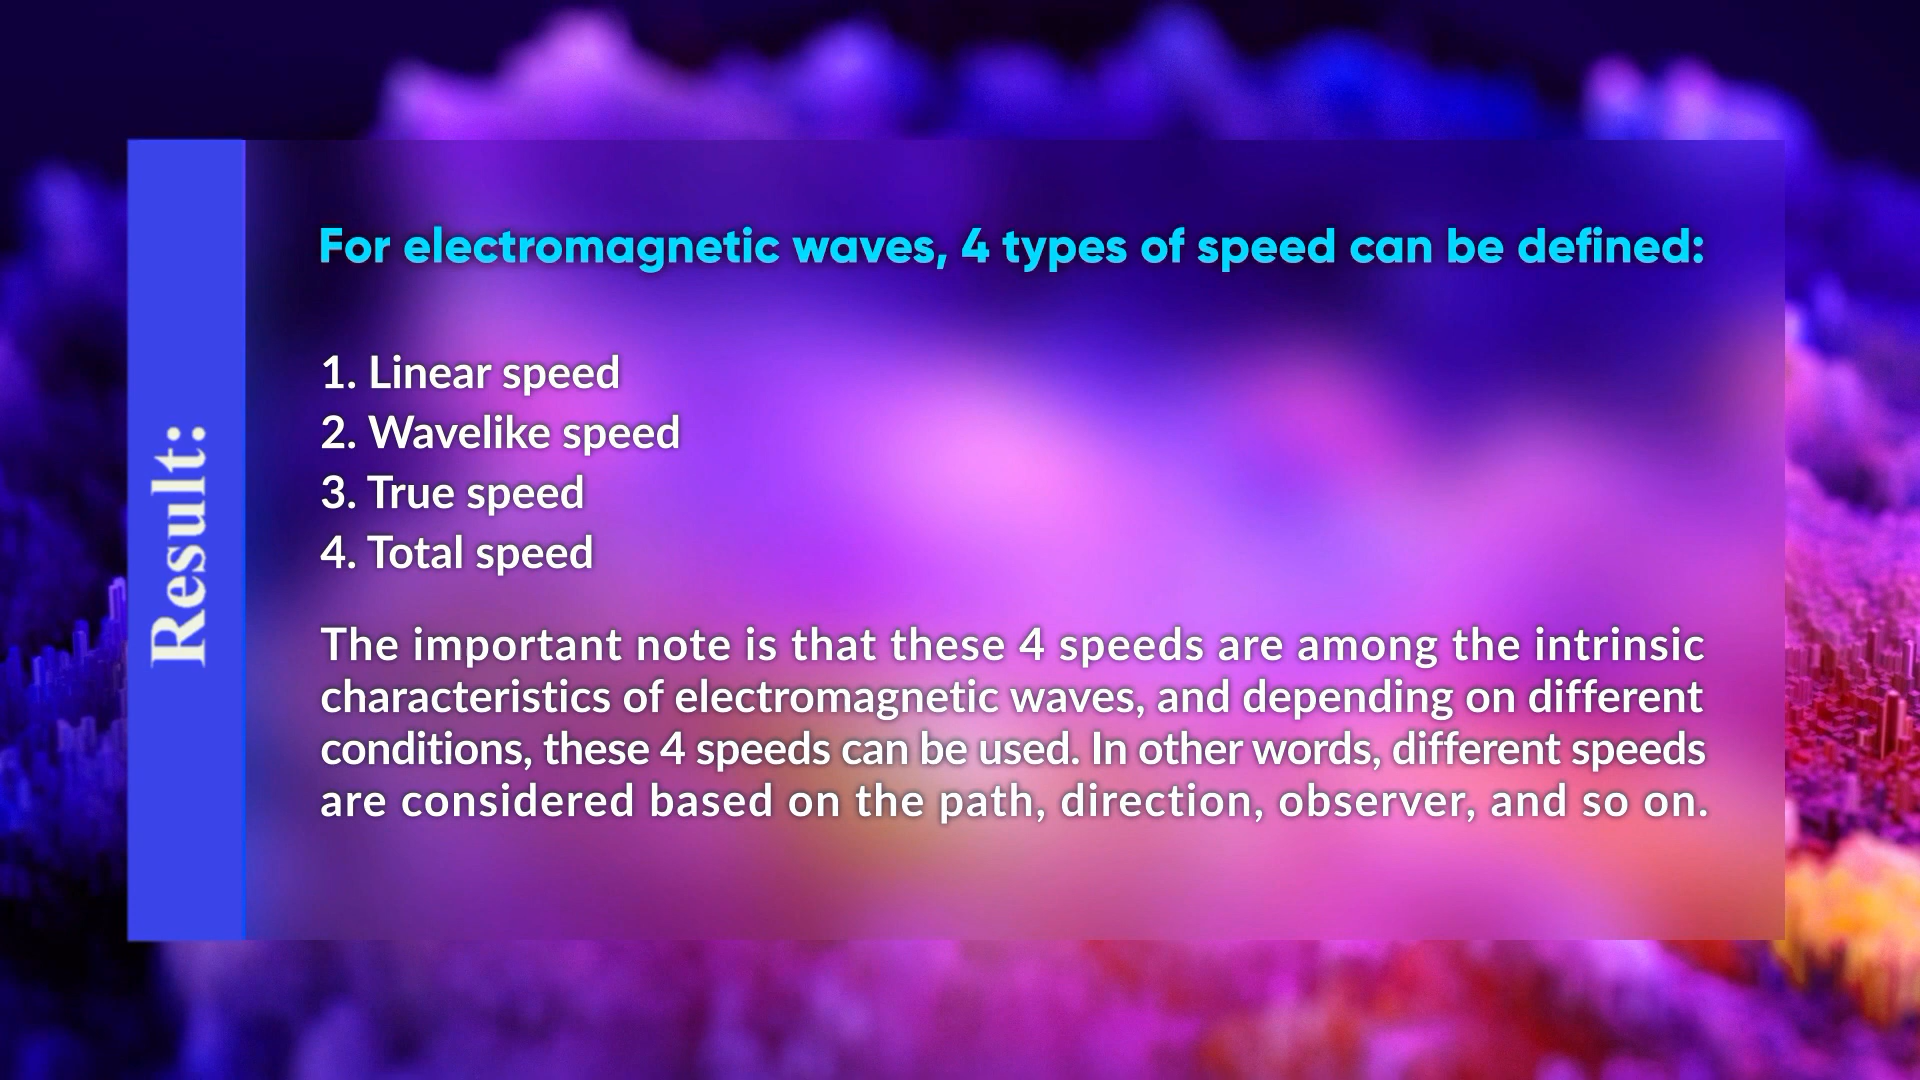 Result:
For electromagnetic waves, 4 types of speed can be defined:
1. Linear speed
2. Wavelike speed
3. True speed
4. Total speed
The important note is that these 4 speeds are among the intrinsic
characteristics of electromagnetic waves, and depending on different
conditions, these 4 speeds can be used. In other words, different speeds
are considered based on the path, direction, observer, and so on.